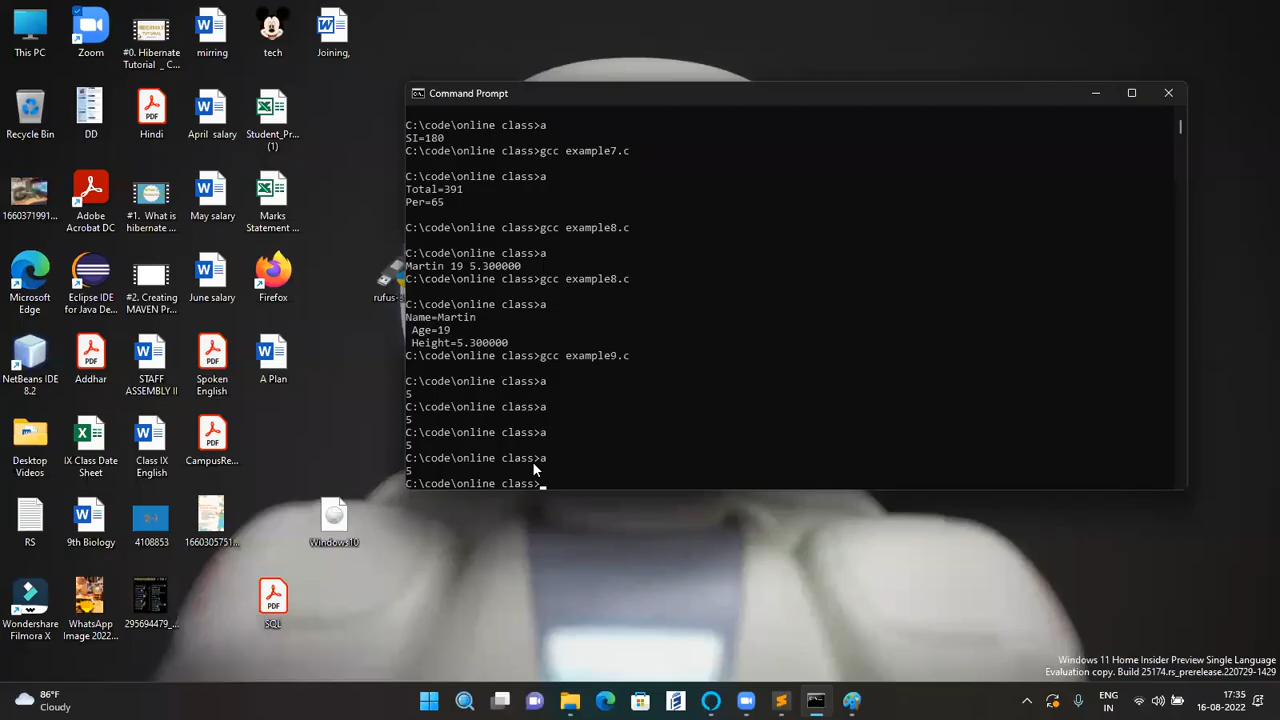 This PC
Zoom
#0. Hibernate
Tutorial _ C...
mirring
tech
Joining,
Recycle Bin
DD
Hindi
April salary
Student_Pr...
(1)
1660371991...
Adobe
Acrobat DC
#1. What is
hibernate ...
May salary
Marks
Statement ...
Microsoft
Edge
Eclipse IDE
for Java De...
#2. Creating
MAVEN Pr...
June salary
Firefox
rufus-
NetBeans IDE
8.2
Addhar
STAFF
ASSEMBLY II
Spoken
English
A Plan
Desktop
Videos
IX Class Date
Sheet
Class IX
English
CampusRe...
RS
9th Biology
4108853
1660305751...
Windows10
Wondershare
Filmora X
WhatsApp
Image 2022...
295694479_...
SQL
Command Prompt
C:\code\online class>a
SI=180
C:\code\online class>gcc example7.c
C:\code\online class>a
Total=391
Per=65
C:\code\online class>gcc example8.c
C:\code\online class>a
Martin 19 5.300000
C:\code\online class>gcc example8.c
C:\code\online class>a
Name=Martin
Age=19
Height=5.300000
C:\code\online class>gcc example9.c
C:\code\online class>a
5
C:\code\online class>a
5
C:\code\online class>a
5
C:\code\online class>a
5
C:\code\online class>
Windows 11 Home Insider Preview Single Language
Evaluation copy. Build 25174.rs_prerelease.220729-1431
86°F
Cloudy
ENG
IN
17:35
16-08-2022